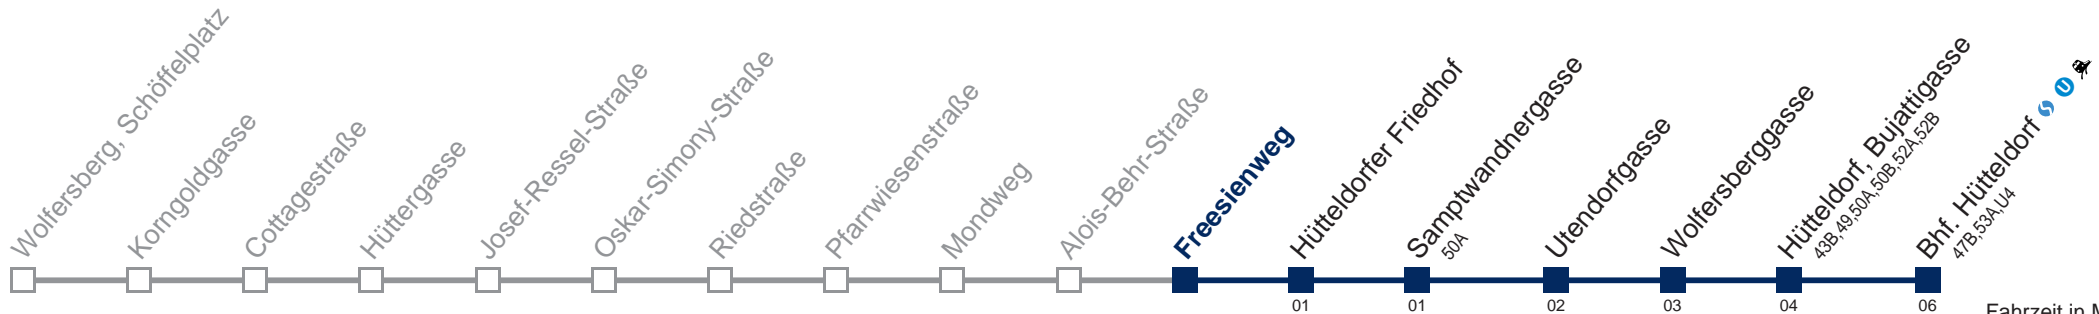 Wolfersberg, Schöffelplatz
Korngoldgasse
Cottagestraße
Hüttergasse
Josef-Ressel-Straße
Oskar-Simony-Straße
Riedstraße
Pfarrwiesenstraße
Mondweg
Alois-Behr-Straße
Freesienweg
Hütteldorfer Friedhof
Samptwandnergasse
50A
Utendorfgasse
Wolfersberggasse
Hütteldorf, Bujattigasse
43B,49,50A,50B,52A,52B
Bhf. Hütteldorf S U
47B,53A,U4
01 01 02 03 04 06
Fahrzeit in M